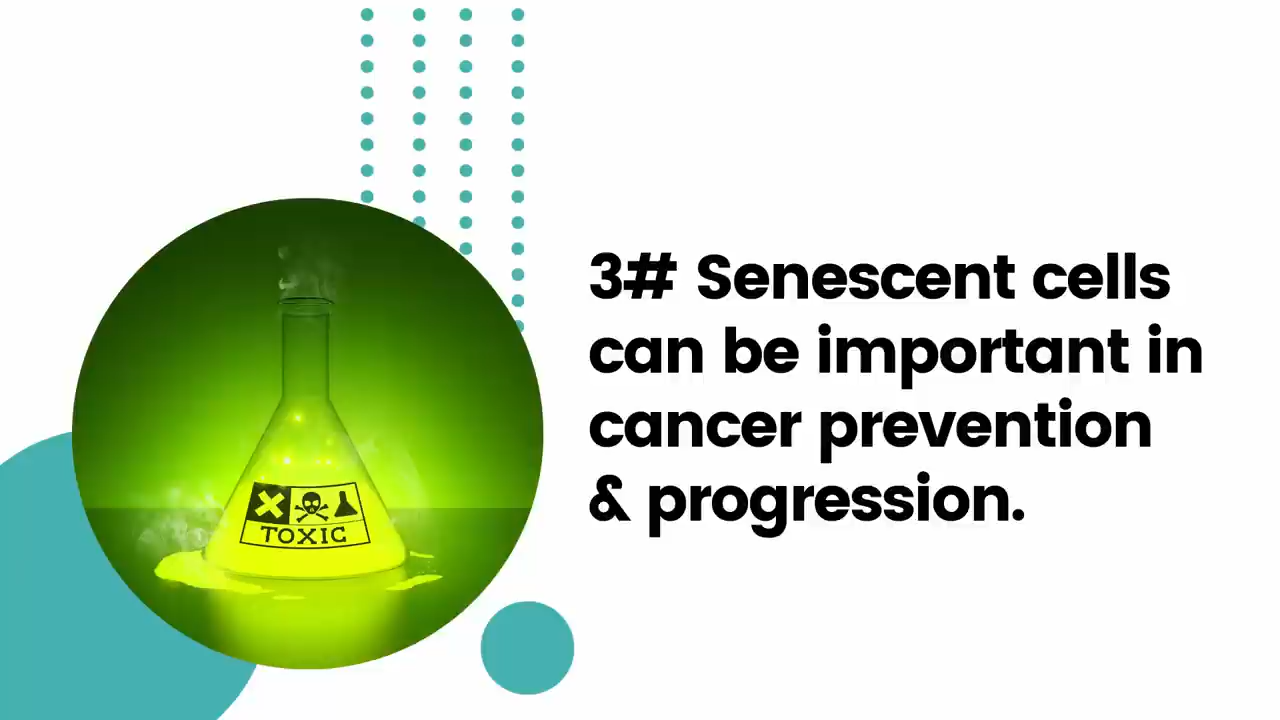 3# Senescent cells
can be important in
cancer prevention
& progression.
TOXIC